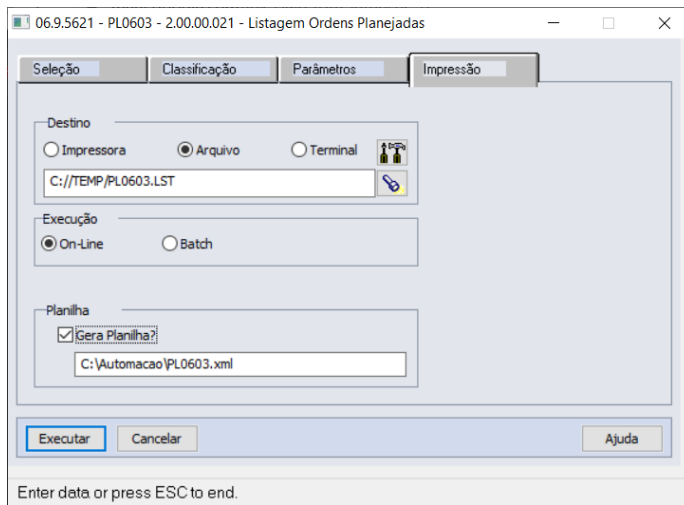 06.9.5621 - PL0603 - 2.00.00.021 - Listagem Ordens Planejadas
Seleção Classificação Parâmetros Impressão
Destino
Impressora Arquivo Terminal
C://TEMP/PL0603.LST
Execução
On-Line Batch
Planilha
Gera Planilha?
C:\Automacao\PL0603.xml
Executar Cancelar Ajuda
Enter data or press ESC to end.